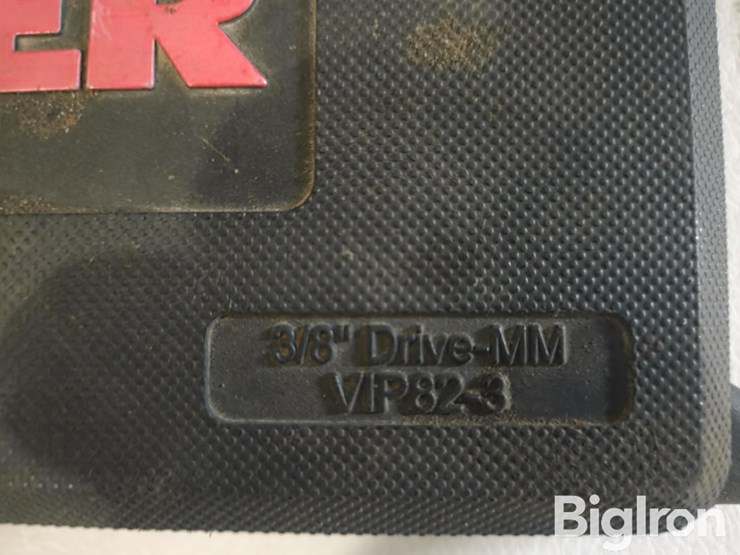 ER
3/8" Drive-MM
VIP82-3
BigIron